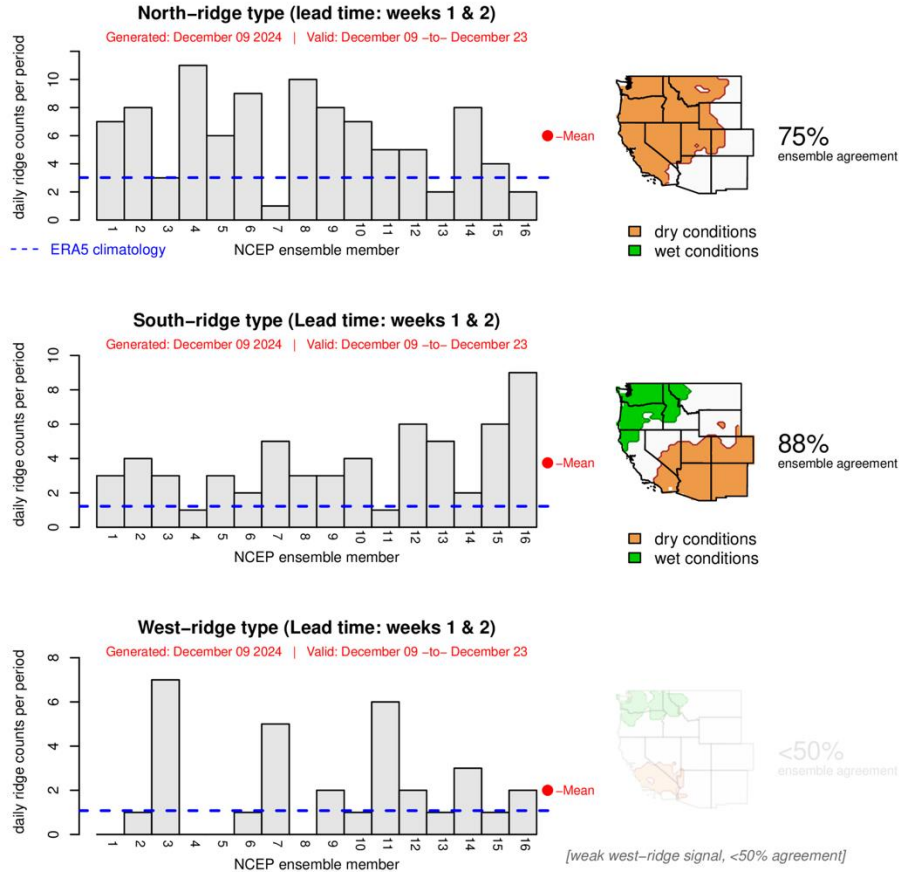 North-ridge type (lead time: weeks 1 & 2)
Generated: December 09 2024 | Valid: December 09 -to- December 23
daily ridge counts per period
0 2 4 6 8 10
1 2 3 4 5 6 7 8 9 10 11 12 13 14 15 16
NCEP ensemble member
ERA5 climatology
-Mean
75%
ensemble agreement
dry conditions
wet conditions
South-ridge type (Lead time: weeks 1 & 2)
Generated: December 09 2024 | Valid: December 09 -to- December 23
daily ridge counts per period
0 2 4 6 8 10
1 2 3 4 5 6 7 8 9 10 11 12 13 14 15 16
NCEP ensemble member
-Mean
88%
ensemble agreement
dry conditions
wet conditions
West-ridge type (Lead time: weeks 1 & 2)
Generated: December 09 2024 | Valid: December 09 -to- December 23
daily ridge counts per period
0 2 4 6 8
1 2 3 4 5 6 7 8 9 10 11 12 13 14 15 16
NCEP ensemble member
-Mean
<50%
ensemble agreement
[weak west-ridge signal, <50% agreement]